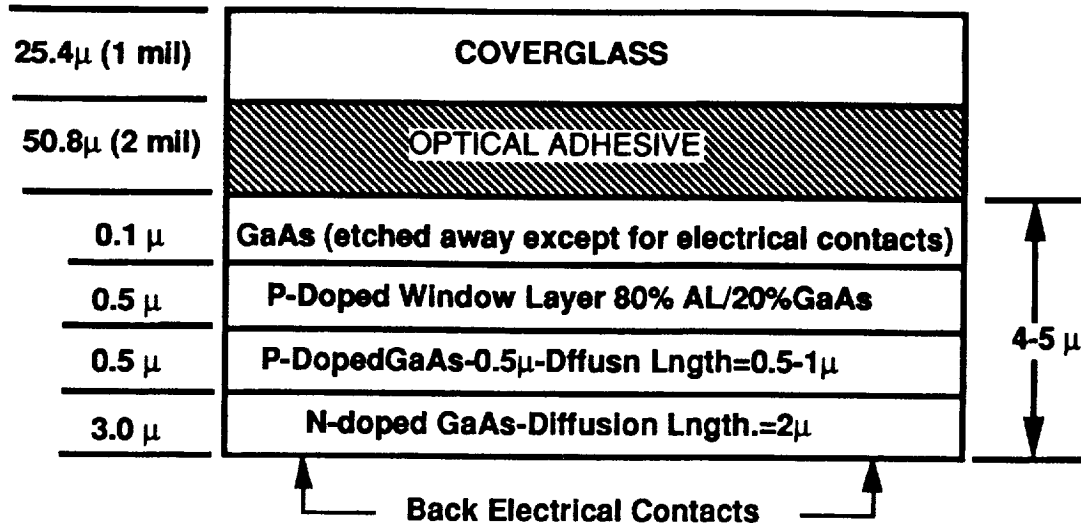 25.4μ (1 mil)
COVERGLASS
50.8μ (2 mil)
OPTICAL ADHESIVE
0.1 μ
GaAs (etched away except for electrical contacts)
0.5 μ
P-Doped Window Layer 80% AL/20%GaAs
4-5 μ
0.5 μ
P-DopedGaAs-0.5μ-Dffusn Lngth=0.5-1μ
3.0 μ
N-doped GaAs-Diffusion Lngth.=2μ
Back Electrical Contacts